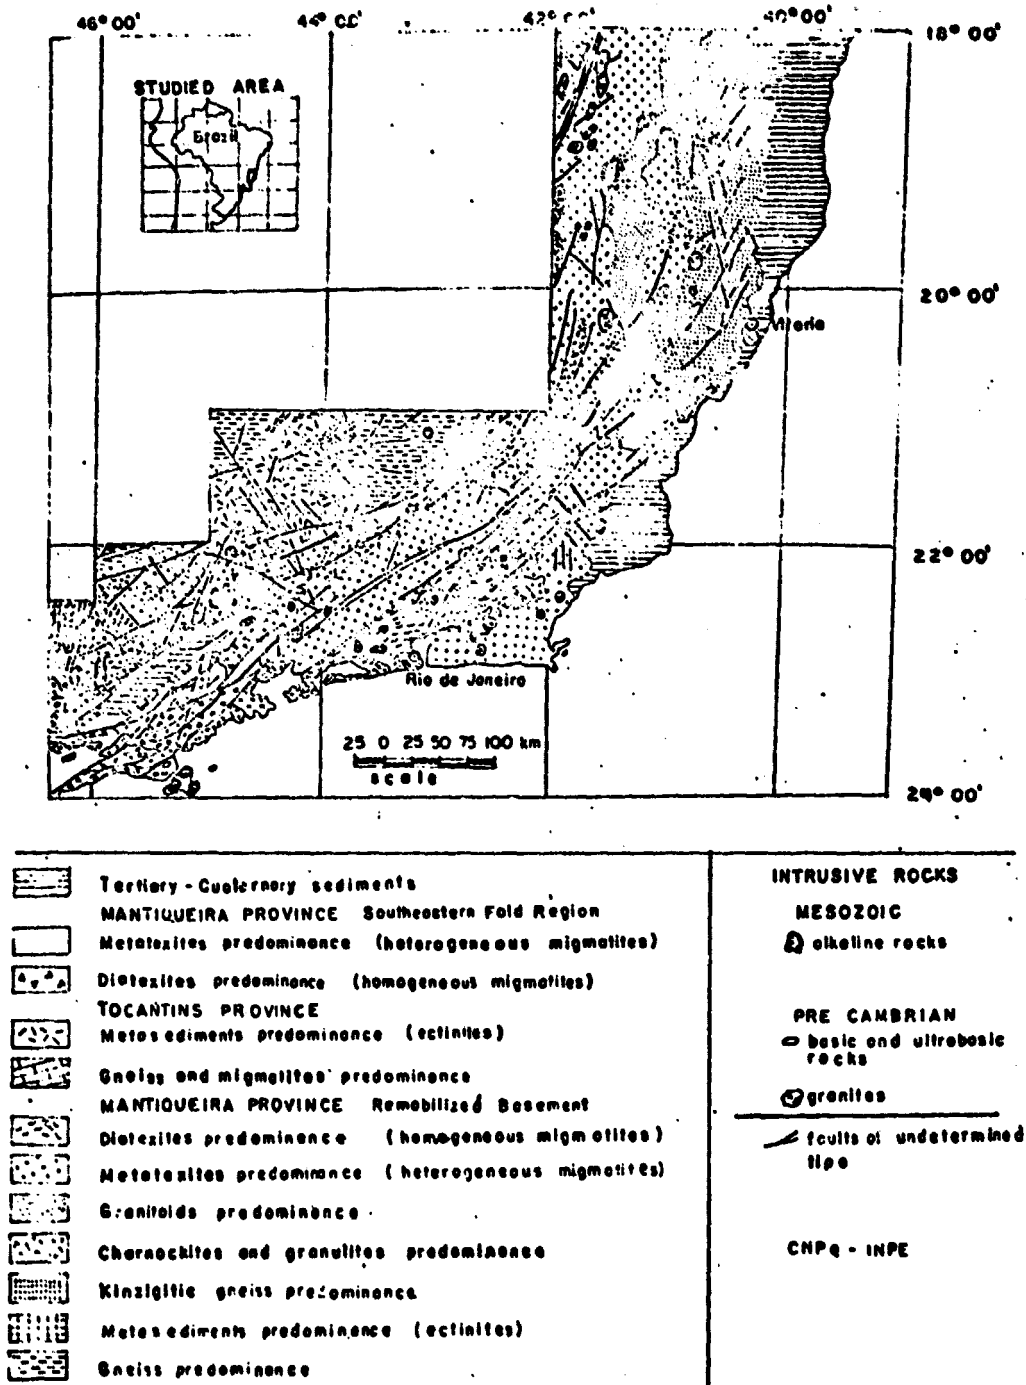 46° 00' 44° 00' 42° 00' 40° 00'
18° 00'
STUDIED AREA
Brazil
20° 00'
Vitoria
22° 00'
Rio de Janeiro
25 0 25 50 75 100 km
scale
24° 00'
Tertiary - Quaternary sediments
MANTIQUEIRA PROVINCE Southeastern Fold Region
Metatexites predominance (heterogeneous migmatites)
Diatexites predominance (homogeneous migmatites)
TOCANTINS PROVINCE
Metasediments predominance (ectinites)
Gneiss and migmatites predominance
MANTIQUEIRA PROVINCE Remobilized Basement
Diatexites predominance (homogeneous migmatites)
Metatexites predominance (heterogeneous migmatites)
Granitoids predominance
Charnockites and granulites predominance
Kinzigitic gneiss predominance
Metasediments predominance (ectinites)
Gneiss predominance
INTRUSIVE ROCKS
MESOZOIC
alkaline rocks
PRE CAMBRIAN
basic and ultrabasic
rocks
granites
faults of undetermined
tipe
CNPq - INPE